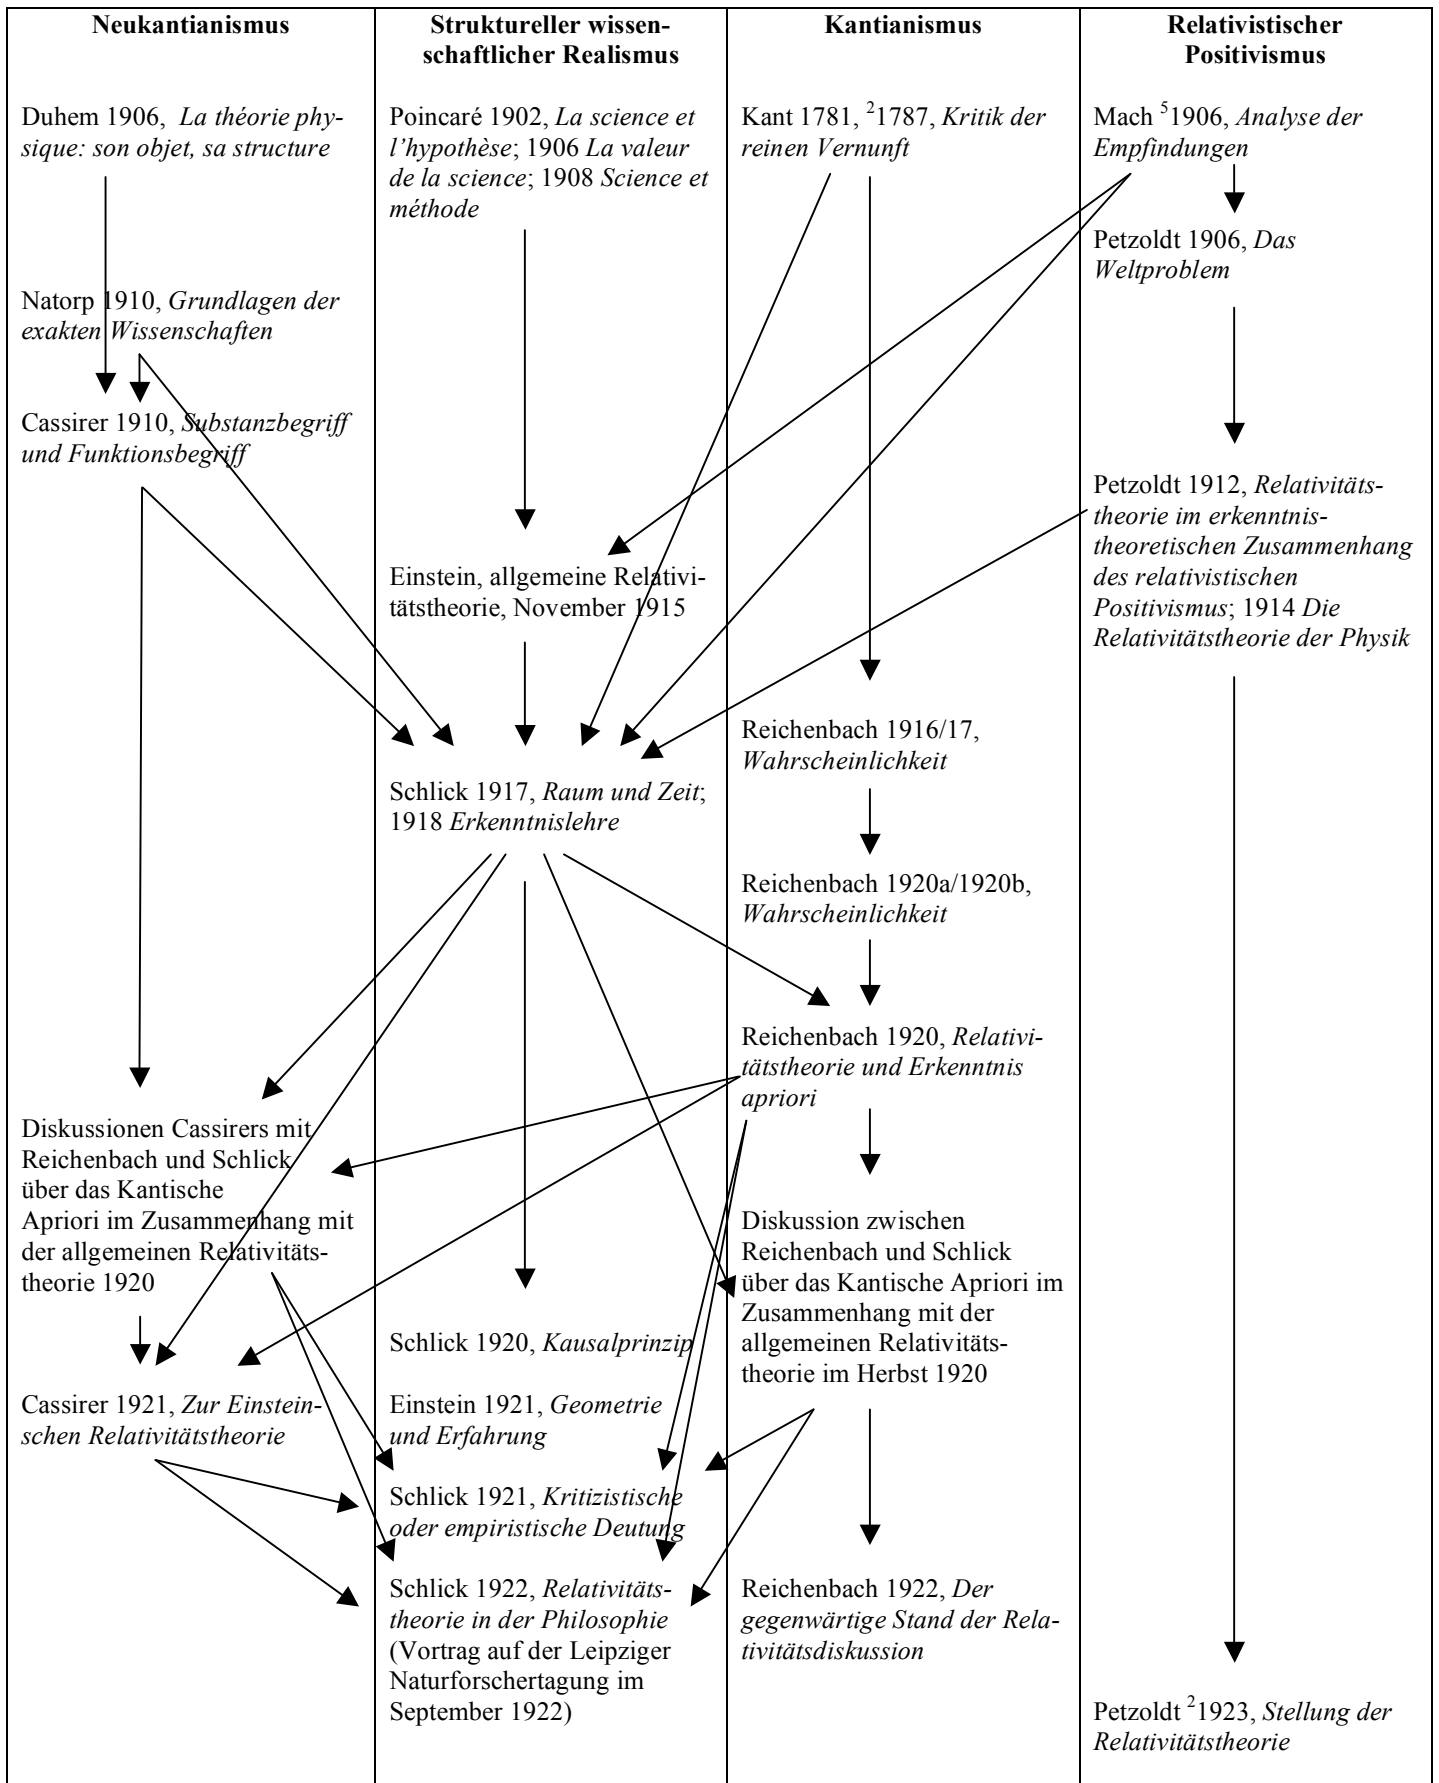 Neukantianismus
Duhem 1906, La théorie phy-
sique: son objet, sa structure
Natorp 1910, Grundlagen der
exakten Wissenschaften
Cassirer 1910, Substanzbegriff
und Funktionsbegriff
Diskussionen Cassirers mit
Reichenbach und Schlick
über das Kantische
Apriori im Zusammenhang mit
der allgemeinen Relativitäts-
theorie 1920
Cassirer 1921, Zur Einstein-
schen Relativitätstheorie
Struktureller wissen-
schaftlicher Realismus
Poincaré 1902, La science et
l’hypothèse; 1906 La valeur
de la science; 1908 Science et
méthode
Einstein, allgemeine Relativi-
tätstheorie, November 1915
Schlick 1917, Raum und Zeit;
1918 Erkenntnislehre
Schlick 1920, Kausalprinzip
Einstein 1921, Geometrie
und Erfahrung
Schlick 1921, Kritizistische
oder empiristische Deutung
Schlick 1922, Relativitäts-
theorie in der Philosophie
(Vortrag auf der Leipziger
Naturforschertagung im
September 1922)
Kantianismus
Kant 1781, ²1787, Kritik der
reinen Vernunft
Reichenbach 1916/17,
Wahrscheinlichkeit
Reichenbach 1920a/1920b,
Wahrscheinlichkeit
Reichenbach 1920, Relativi-
tätstheorie und Erkenntnis
apriori
Diskussion zwischen
Reichenbach und Schlick
über das Kantische Apriori im
Zusammenhang mit der
allgemeinen Relativitäts-
theorie im Herbst 1920
Reichenbach 1922, Der
gegenwärtige Stand der Rela-
tivitätsdiskussion
Relativistischer
Positivismus
Mach ⁵1906, Analyse der
Empfindungen
Petzoldt 1906, Das
Weltproblem
Petzoldt 1912, Relativitäts-
theorie im erkenntnis-
theoretischen Zusammenhang
des relativistischen
Positivismus; 1914 Die
Relativitätstheorie der Physik
Petzoldt ²1923, Stellung der
Relativitätstheorie